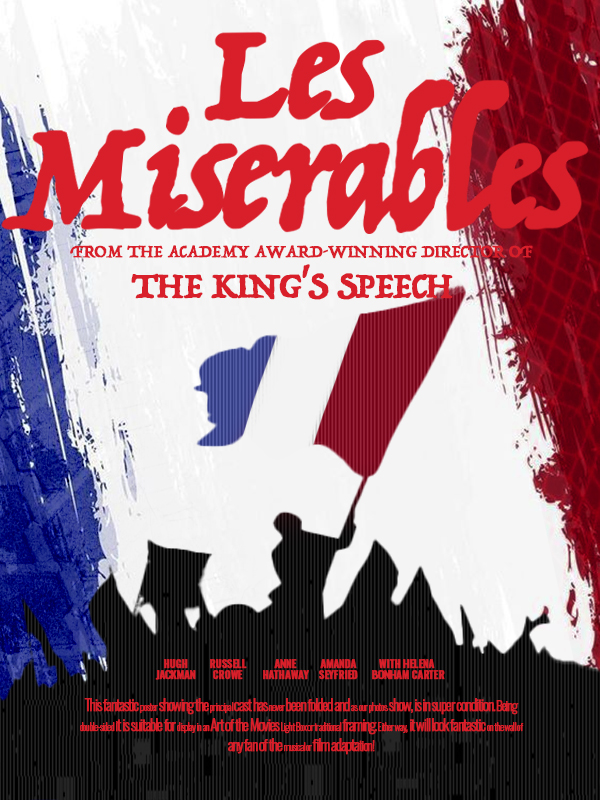 Les
Miserables
FROM THE ACADEMY AWARD-WINNING DIRECTOR OF
THE KING'S SPEECH
HUGH JACKMAN RUSSELL CROWE ANNE HATHAWAY AMANDA SEYFRIED WITH HELENA BONHAM CARTER
This fantastic poster showing the principal cast has never been folded and as our photos show, is in super condition. Being
double-sided it is suitable for display in an Art of the Movies Light Box or traditional framing. Either way, it will look fantastic on the wall of
any fan of the musical or film adaptation!